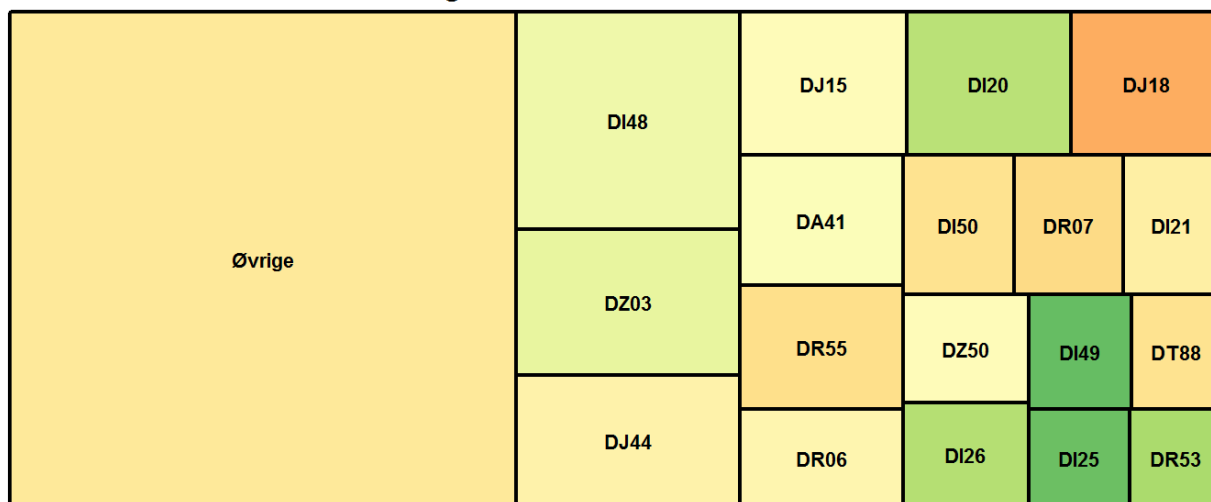 Øvrige
DI48
DZ03
DJ44
DJ15
DI20
DJ18
DA41
DI50
DR07
DI21
DR55
DZ50
DI49
DT88
DR06
DI26
DI25
DR53